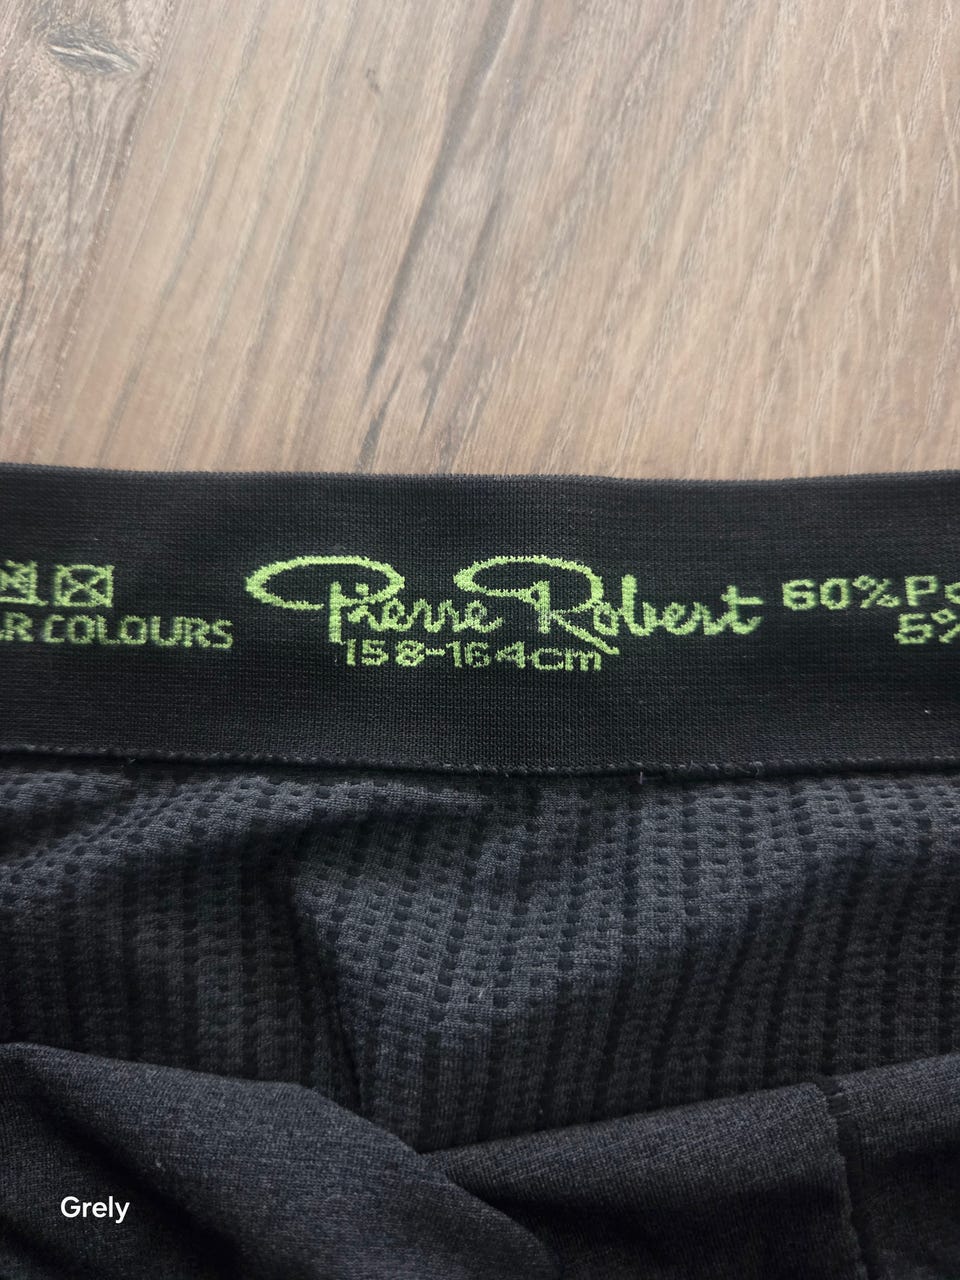 COLOURS
Pierre Robert
158-164cm
60%
5%
Grely